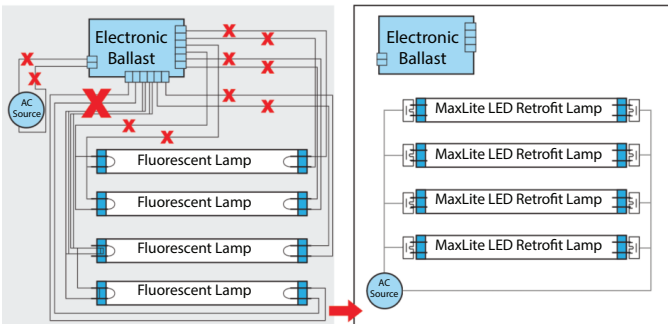 Electronic
Ballast
AC
Source
Fluorescent Lamp
Fluorescent Lamp
Fluorescent Lamp
Fluorescent Lamp
Electronic
Ballast
MaxLite LED Retrofit Lamp
MaxLite LED Retrofit Lamp
MaxLite LED Retrofit Lamp
MaxLite LED Retrofit Lamp
AC
Source